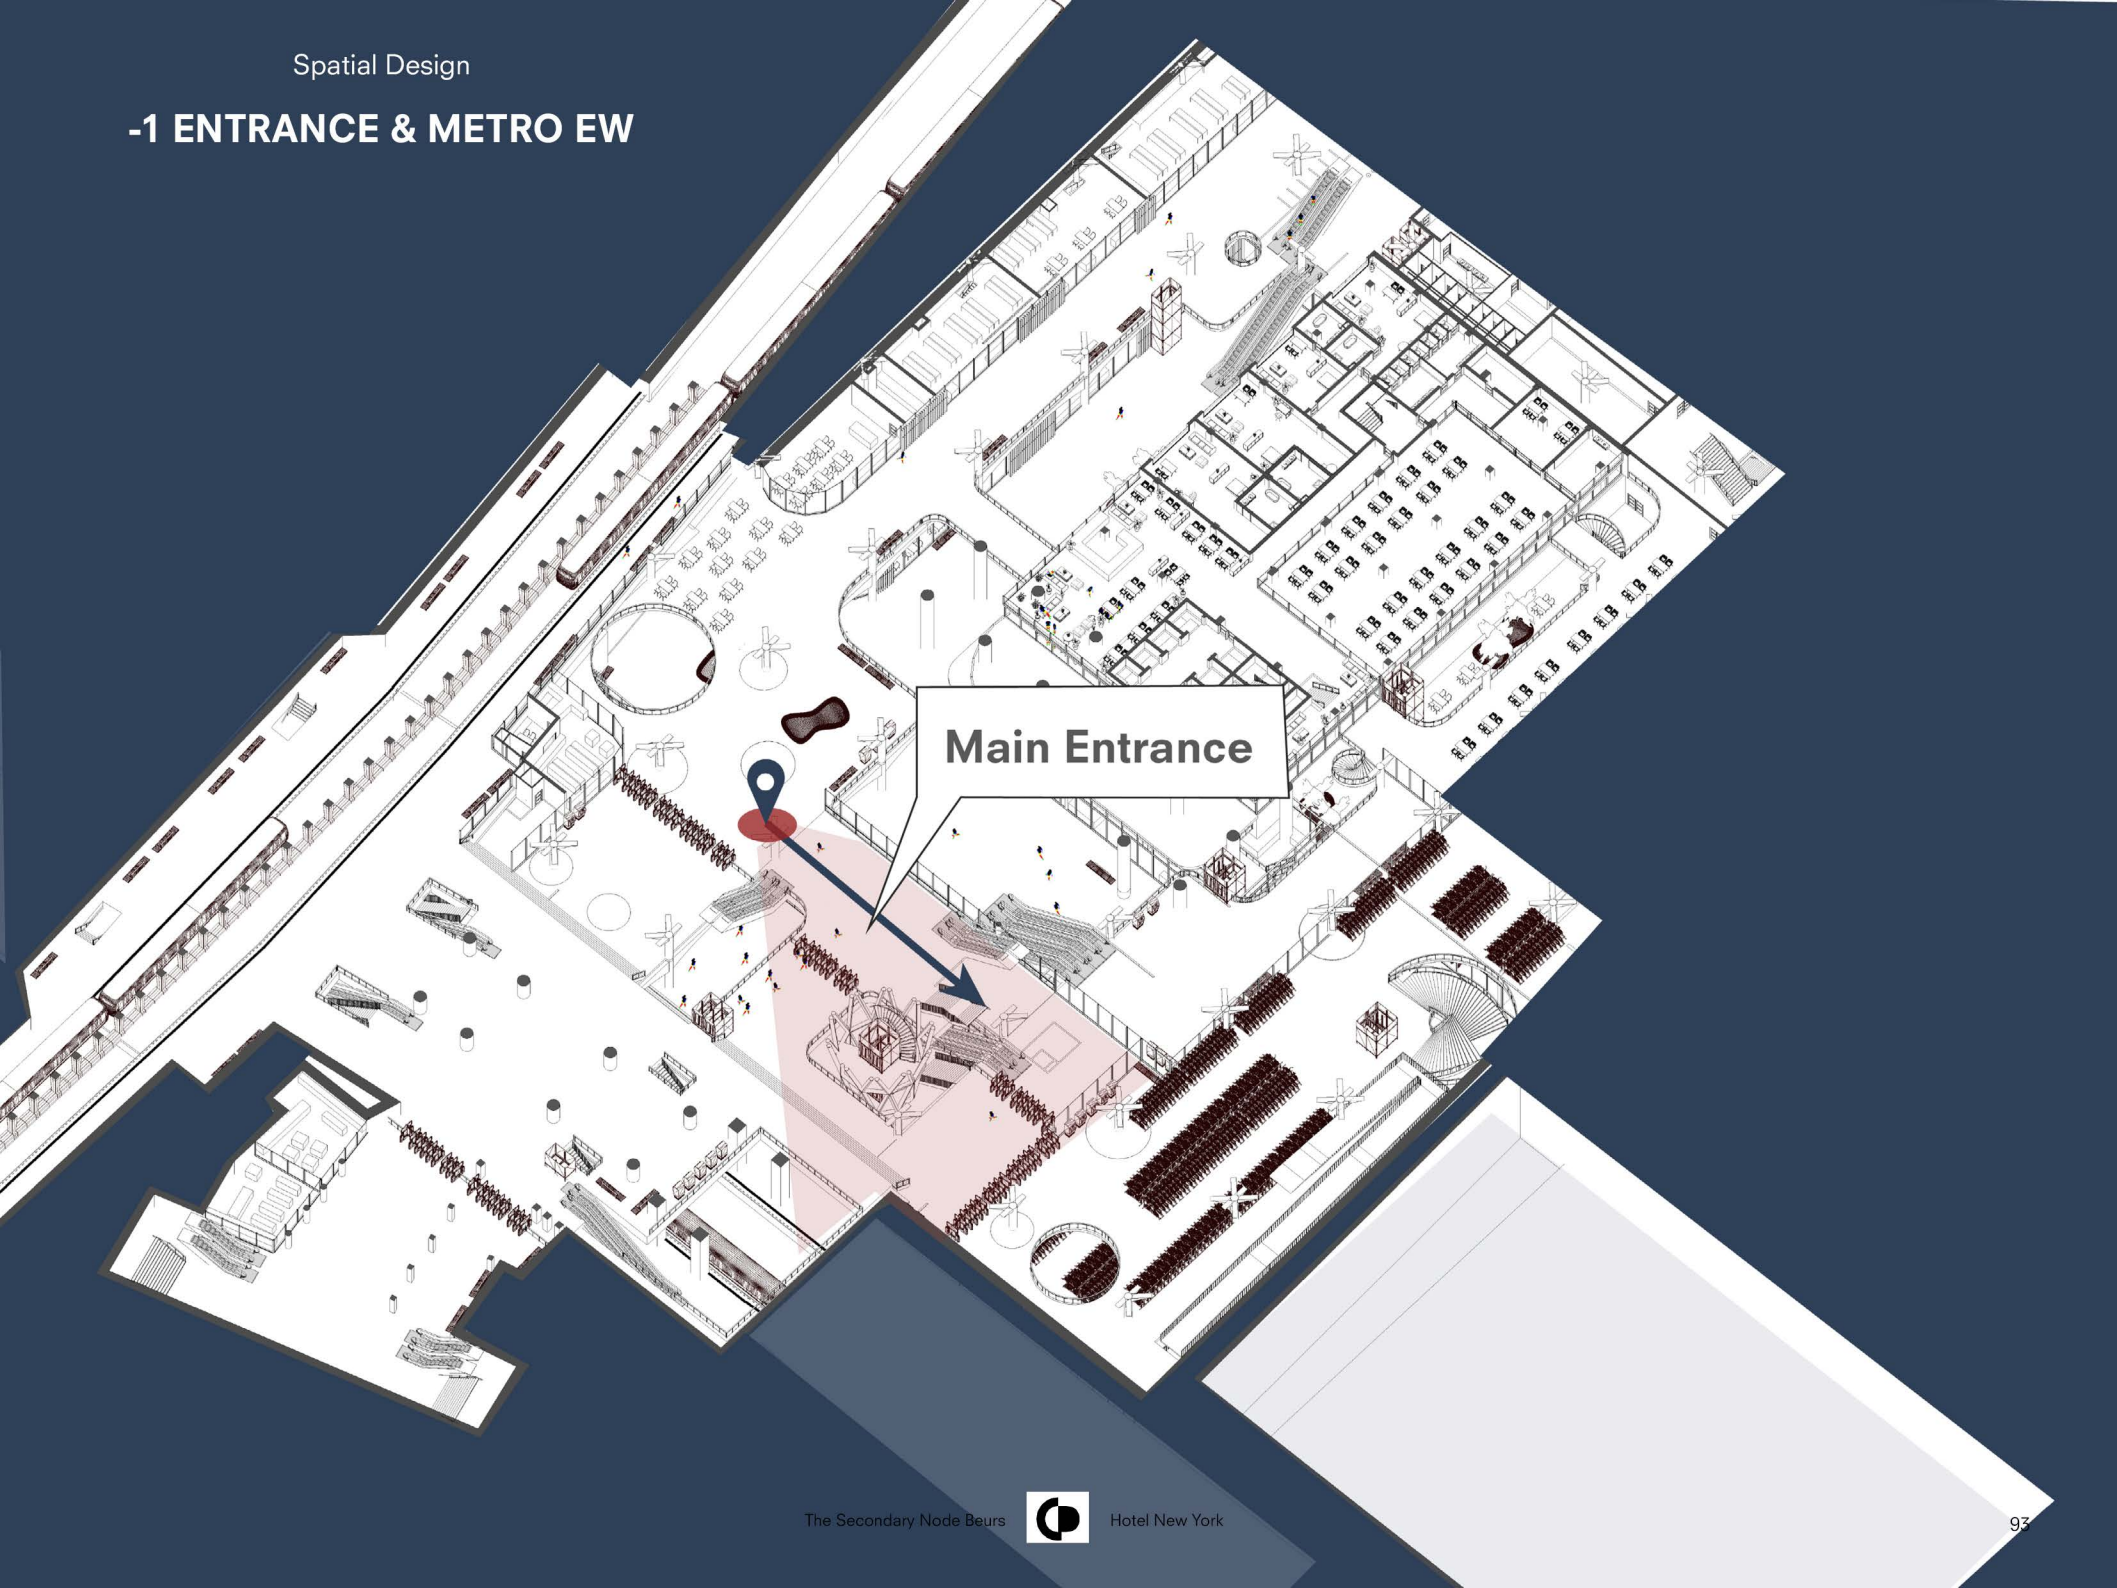 Spatial Design
-1 ENTRANCE & METRO EW
Main Entrance
The Secondary Node Beurs
Hotel New York
93